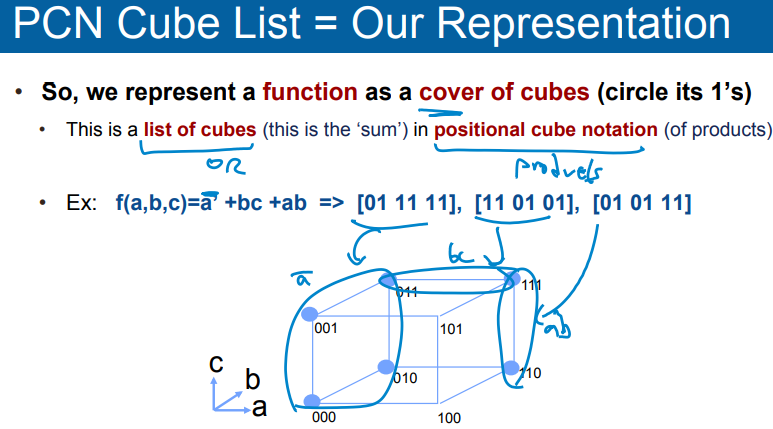 PCN Cube List = Our Representation
• So, we represent a function as a cover of cubes (circle its 1's)
• This is a list of cubes (this is the 'sum') in positional cube notation (of products)
OR products
• Ex: f(a,b,c)=a' +bc +ab => [01 11 11], [11 01 01], [01 01 11]
a bc
011 111
001 101 ab
c b 010 110
a 000 100